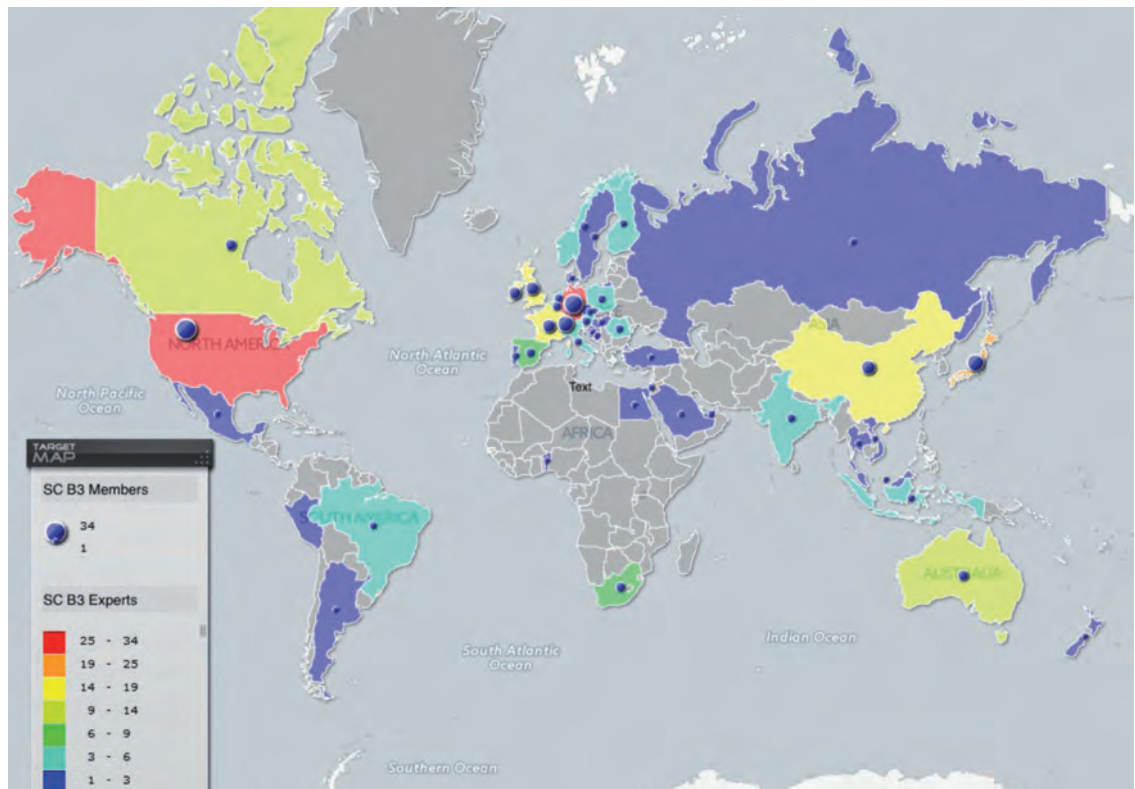 NORTH AMERICA
North Atlantic
Ocean
North Pacific
Ocean
ASIA
Text
AFRICA
SOUTH AMERICA
AUSTRALIA
Indian Ocean
South Atlantic
Ocean
Southern Ocean
TARGET
MAP
SC B3 Members
34
1
SC B3 Experts
25 - 34
19 - 25
14 - 19
9 - 14
6 - 9
3 - 6
1 - 3